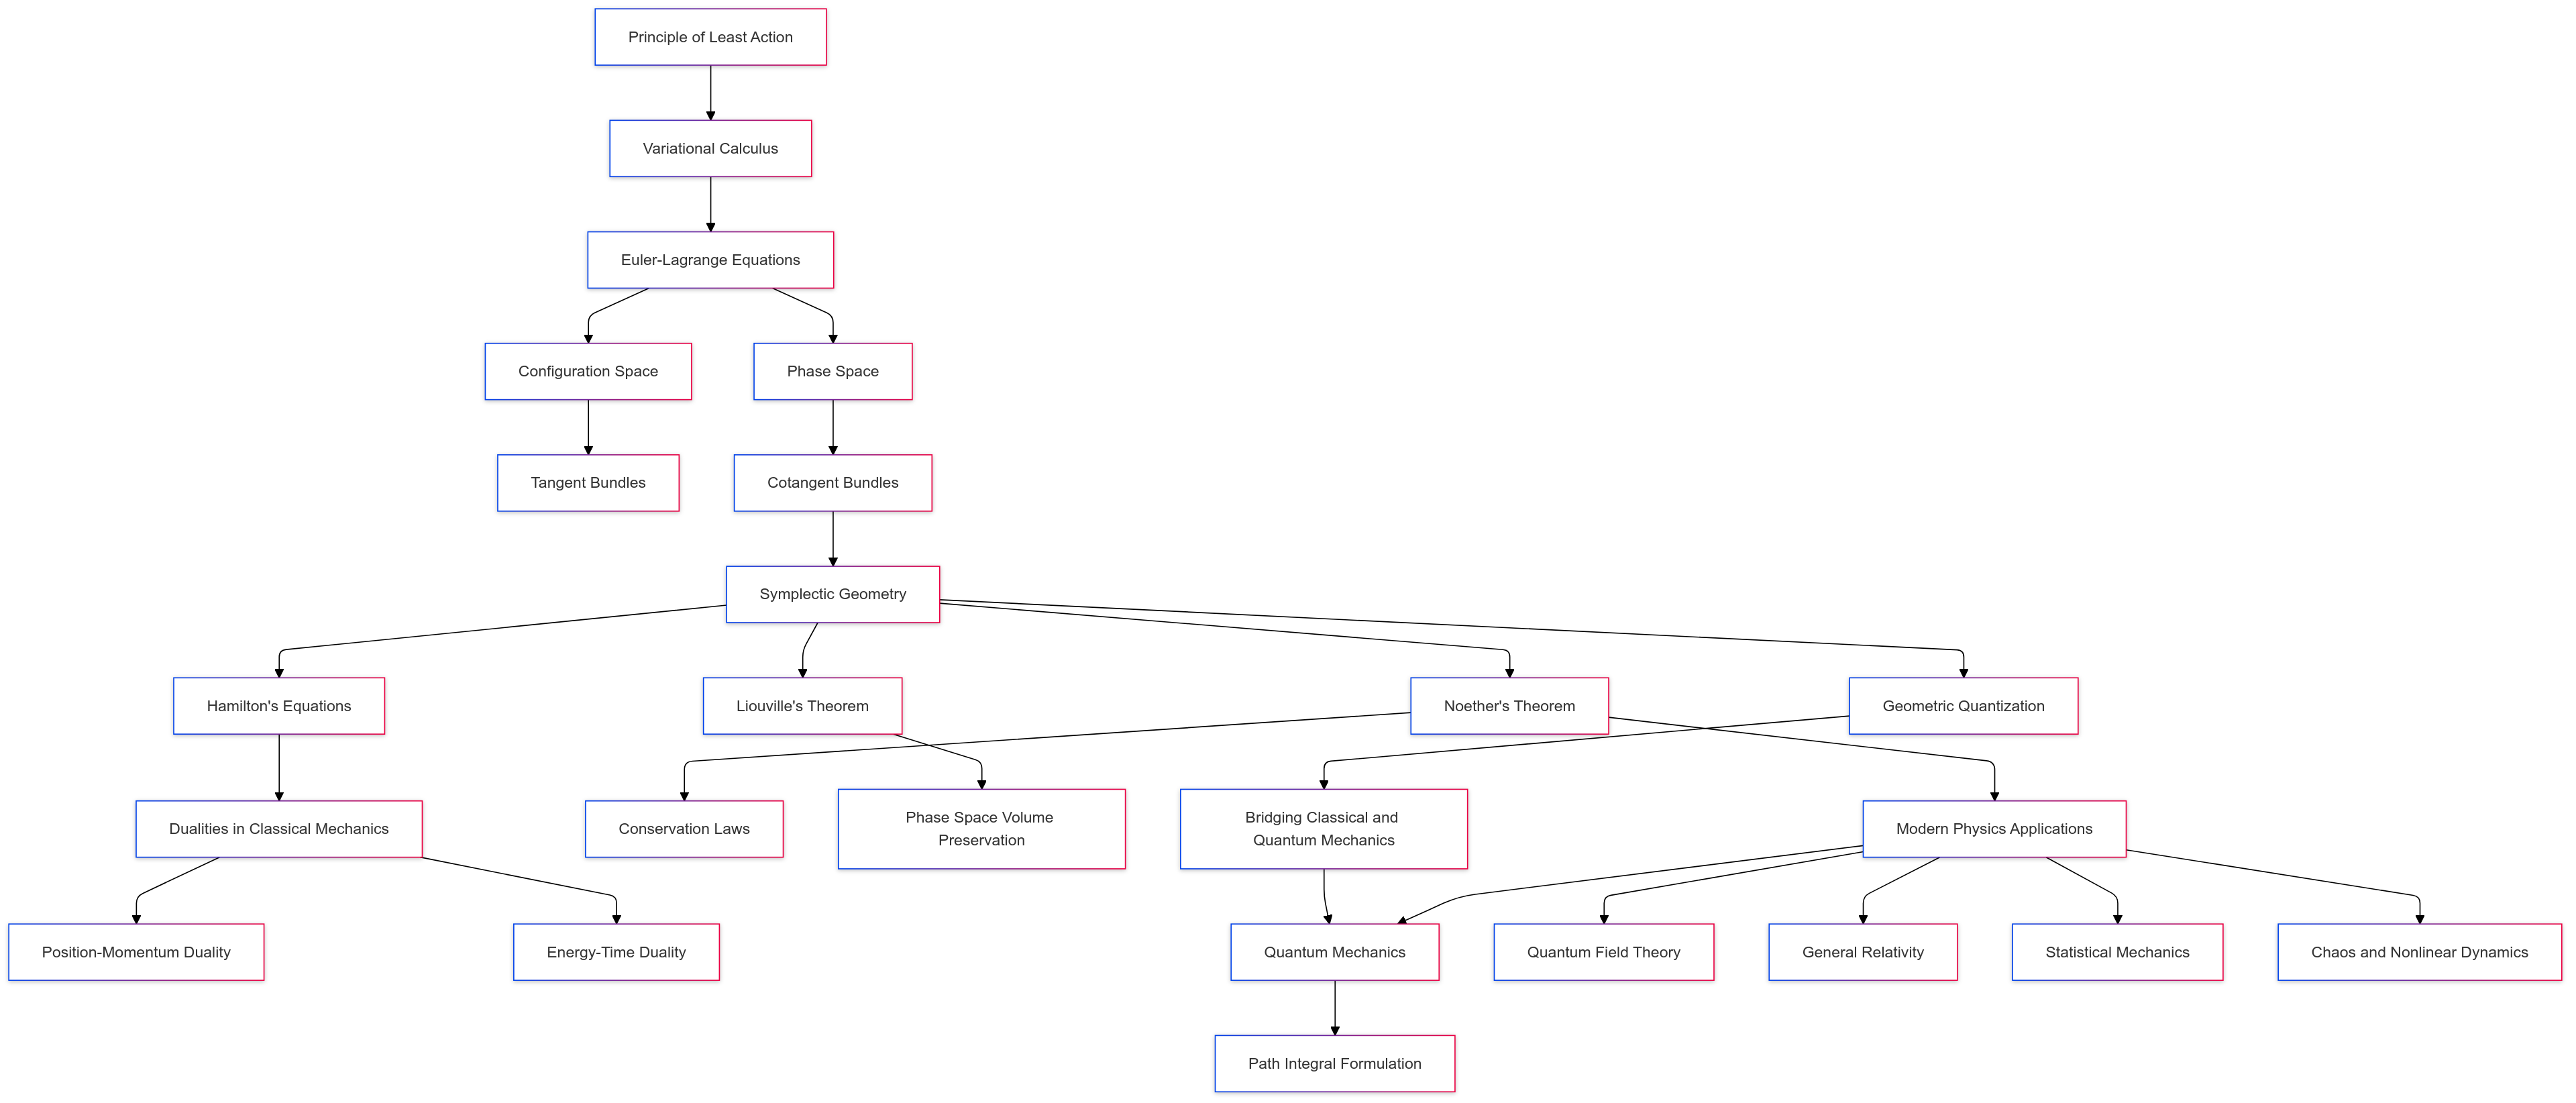 Principle of Least Action
Variational Calculus
Euler-Lagrange Equations
Configuration Space
Phase Space
Tangent Bundles
Cotangent Bundles
Symplectic Geometry
Hamilton's Equations
Liouville's Theorem
Noether's Theorem
Geometric Quantization
Dualities in Classical Mechanics
Conservation Laws
Phase Space Volume
Preservation
Bridging Classical and
Quantum Mechanics
Modern Physics Applications
Position-Momentum Duality
Energy-Time Duality
Quantum Mechanics
Quantum Field Theory
General Relativity
Statistical Mechanics
Chaos and Nonlinear Dynamics
Path Integral Formulation